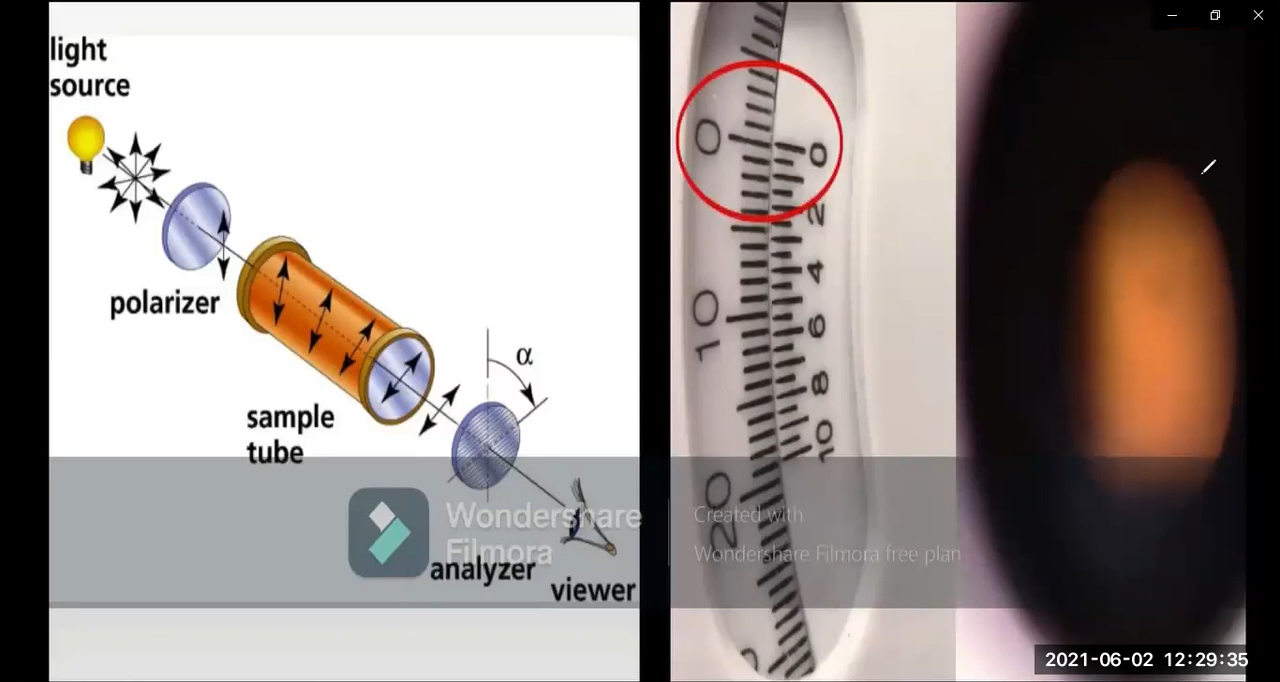 light
source
polarizer
sample
tube
α
Wondershare
Filmora
analyzer
viewer
0
10
20
0
2
4
6
8
10
Created with
Wondershare Filmora free plan
2021-06-02 12:29:35